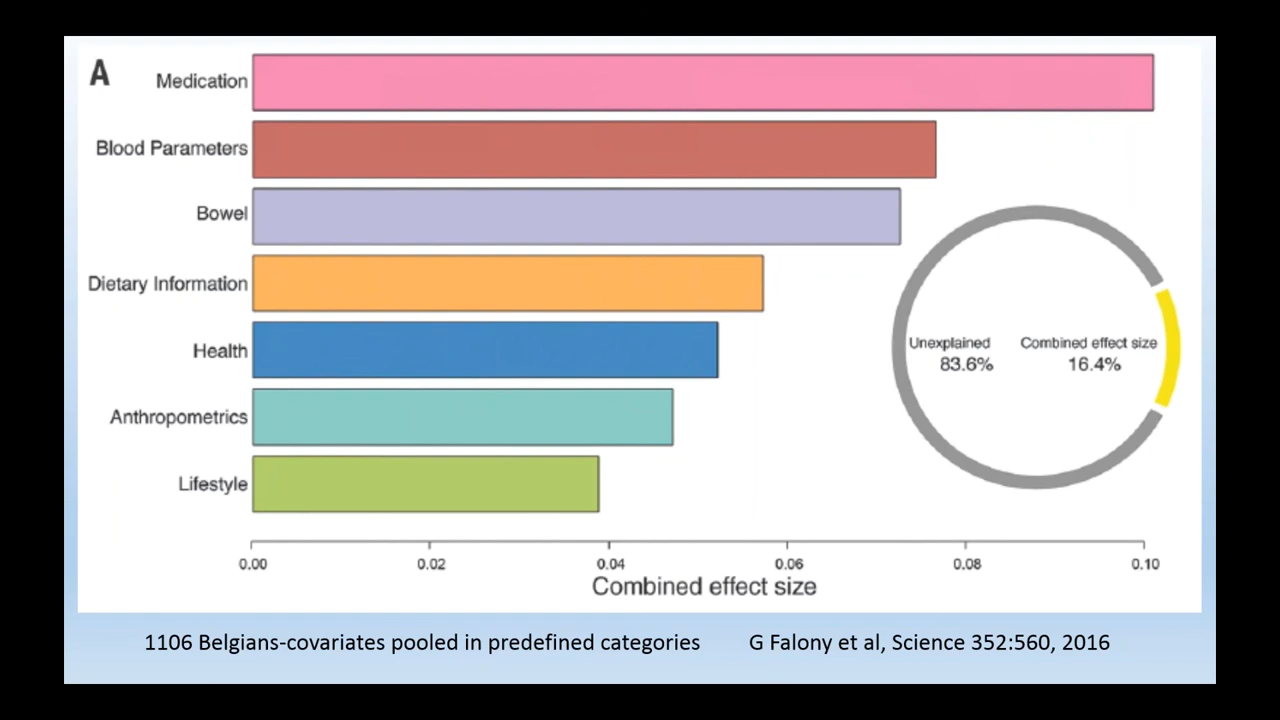 A
Medication
Blood Parameters
Bowel
Dietary Information
Health
Anthropometrics
Lifestyle
Unexplained
83.6%
Combined effect size
16.4%
0.00 0.02 0.04 0.06 0.08 0.10
Combined effect size
1106 Belgians-covariates pooled in predefined categories G Falony et al, Science 352:560, 2016